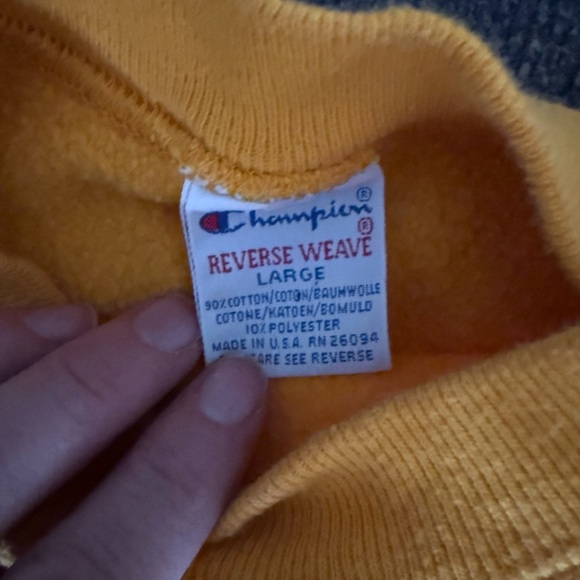 Champion®
REVERSE WEAVE®
LARGE
90% COTTON/COTON/BAUMWOLLE
COTONE/KATOEN/BOMULD
10% POLYESTER
MADE IN U.S.A. RN 26094
SEE REVERSE